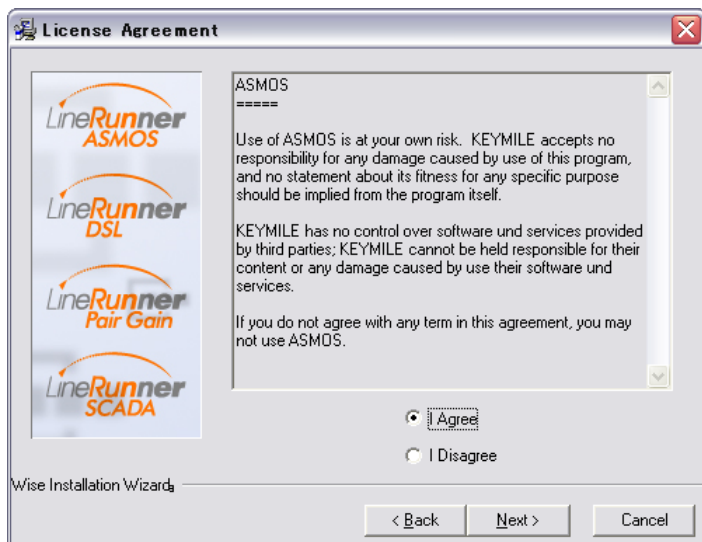 License Agreement
LineRunner
ASMOS
LineRunner
DSL
LineRunner
Pair Gain
LineRunner
SCADA
ASMOS
=====
Use of ASMOS is at your own risk.  KEYMILE accepts no
responsibility for any damage caused by use of this program,
and no statement about its fitness for any specific purpose
should be implied from the program itself.
KEYMILE has no control over software und services provided
by third parties; KEYMILE cannot be held responsible for their
content or any damage caused by use their software und
services.
If you do not agree with any term in this agreement, you may
not use ASMOS.
I Agree
I Disagree
Wise Installation Wizard®
< Back
Next >
Cancel